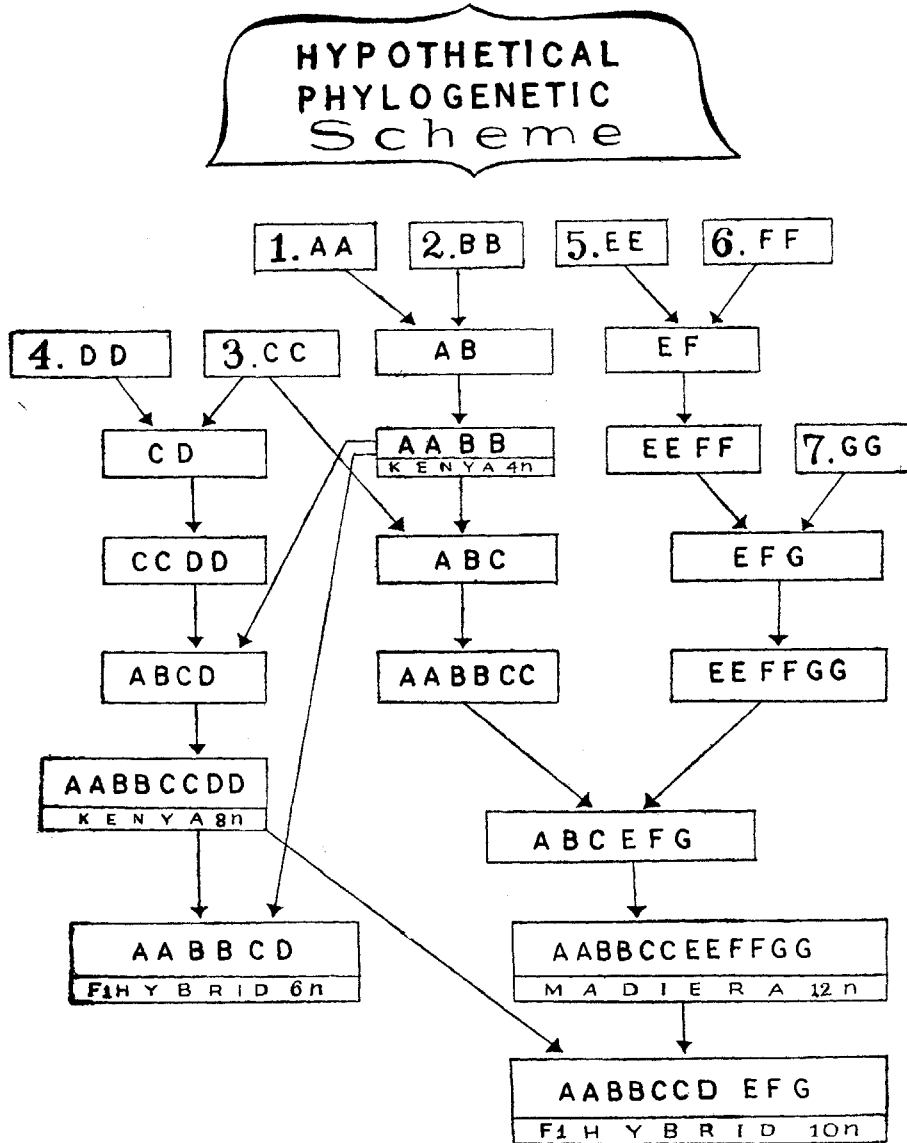 HYPOTHETICAL
PHYLOGENETIC
Scheme
1. AA
2. BB
5. EE
6. FF
4. DD
3. CC
AB
EF
CD
AABB
KENYA 4n
EEFF
7. GG
CCDD
ABC
EFG
ABCD
AABBCC
EEFFGG
AABBCCDD
KENYA 8n
ABCEFG
AABBCD
F1 HYBRID 6n
AABBCCEEFFGG
MADIERA 12n
AABBCCD EFG
F1 HYBRID 10n